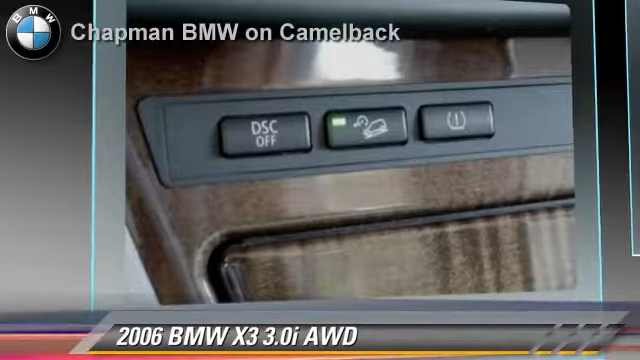 BMW
Chapman BMW on Camelback
DSC
OFF
2006 BMW X3 3.0i AWD